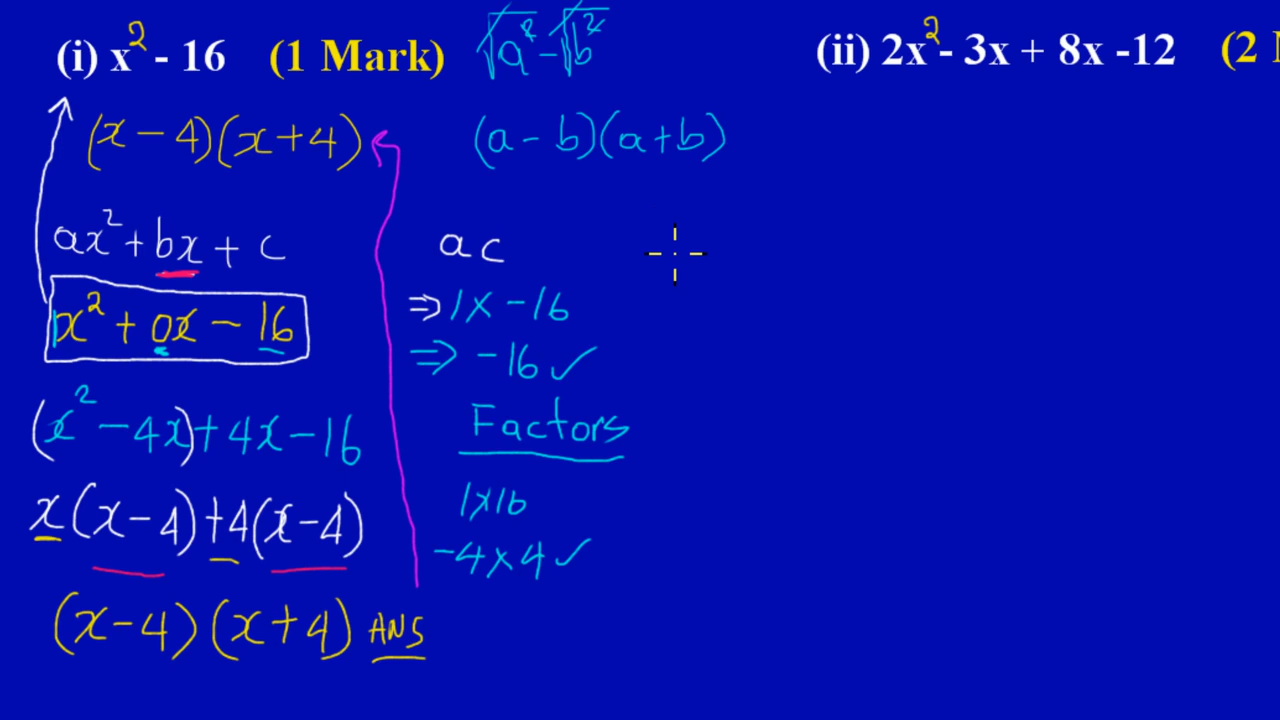 (i) x² - 16 (1 Mark) √a² - √b²
(x - 4)(x + 4) (a - b)(a + b)
ax² + bx + c
1x² + 0x - 16
(x² - 4x) + 4x - 16
x(x - 4) + 4(x - 4)
(x - 4) (x + 4) ANS
ac
⇒ 1 x -16
⇒ -16 ✓
Factors
1 x 16
-4 x 4 ✓
(ii) 2x² - 3x + 8x -12 (2